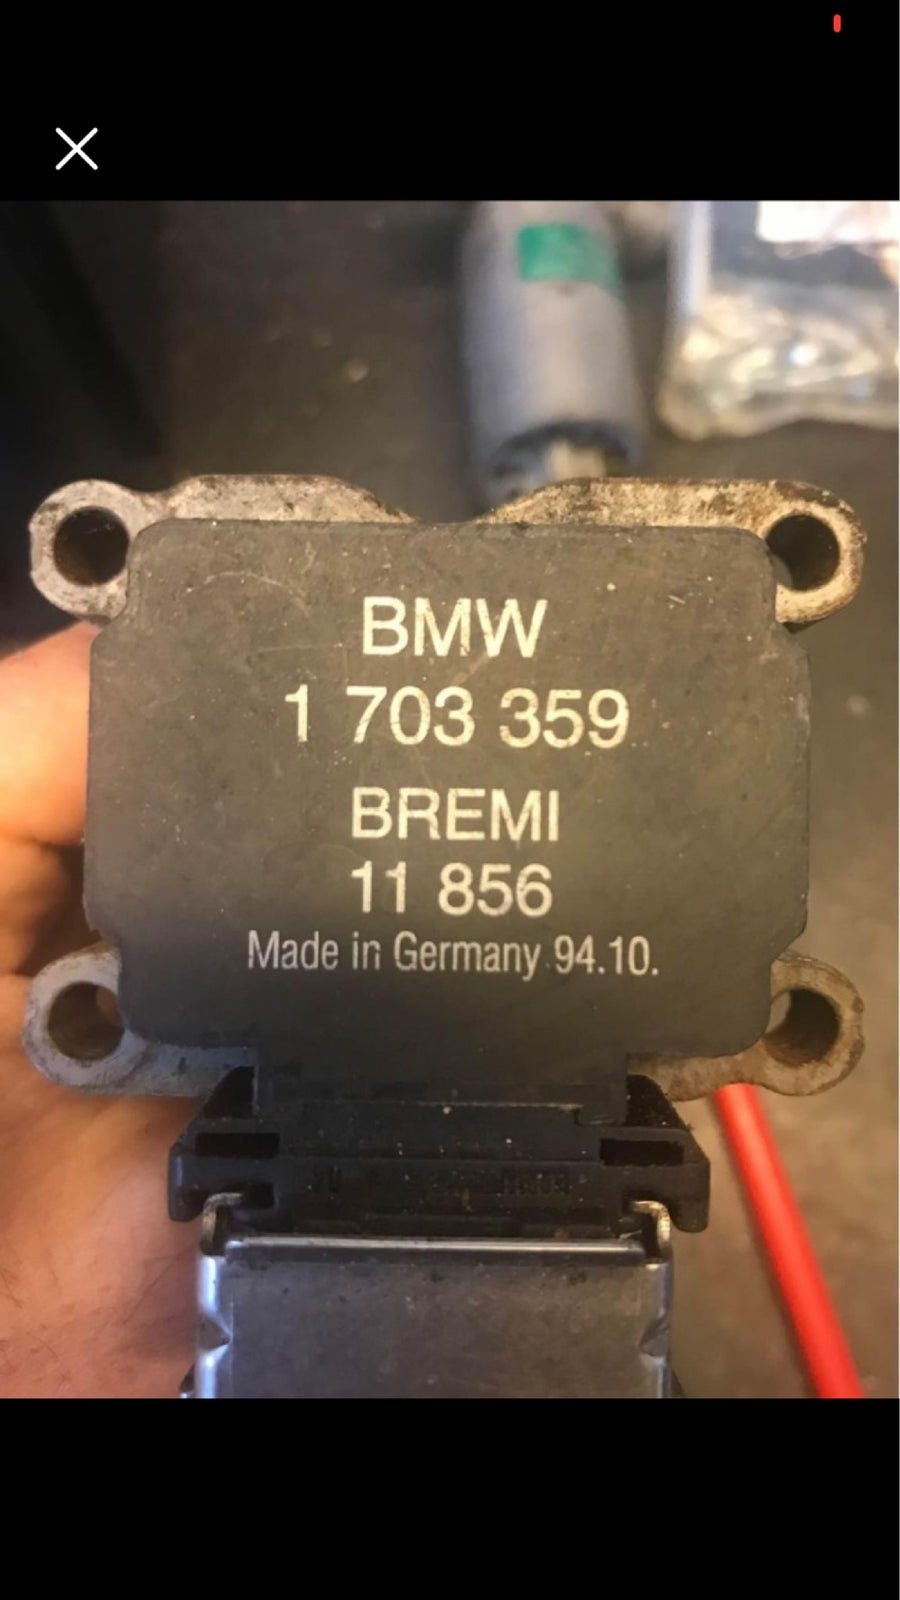 BMW
1 703 359
BREMI
11 856
Made in Germany 94.10.